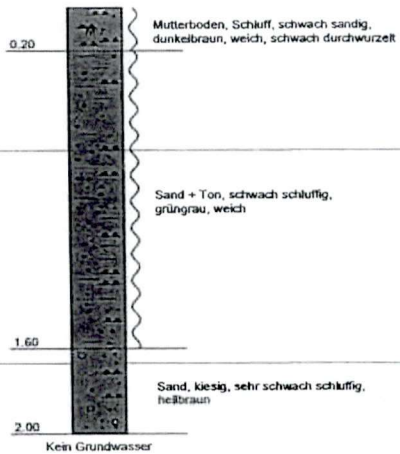 Mutterboden, Schluff, schwach sandig,
dunkelbraun, weich, schwach durchwurzelt
0.20
Sand + Ton, schwach schluffig,
grüngrau, weich
1.60
Sand, kiesig, sehr schwach schluffig,
hellbraun
2.00
Kein Grundwasser